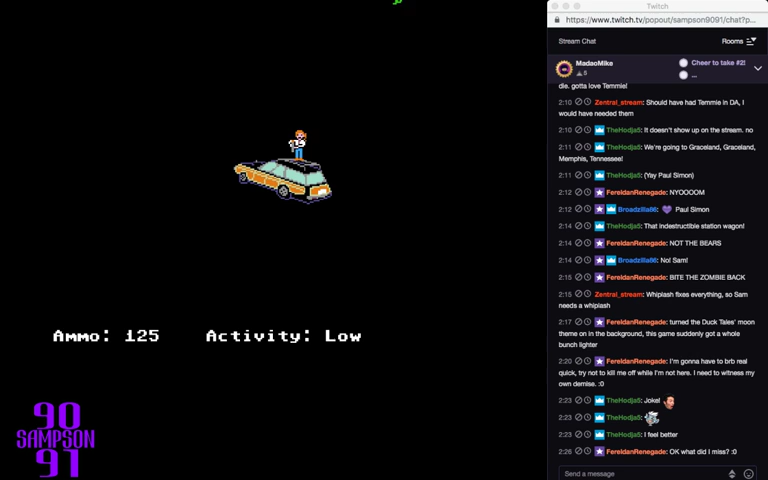 Twitch
https://www.twitch.tv/popout/sampson9091/chat?p...
Stream Chat
Rooms
MadaoMike
Cheer to take #2!
...
die. gotta love Temmie!
2:10 Zentral_stream: Should have had Temmie in DA, I
would have needed them
2:10 TheHodja5: It doesn't show up on the stream. no
2:11 TheHodja5: We're going to Graceland, Graceland,
Memphis, Tennessee!
2:11 TheHodja5: (Yay Paul Simon)
2:12 FereldanRenegade: NYOOOOM
2:12 Broadzilla86: Paul Simon
2:14 TheHodja5: That indestructible station wagon!
2:14 FereldanRenegade: NOT THE BEARS
2:14 Broadzilla86: No! Sam!
2:15 FereldanRenegade: BITE THE ZOMBIE BACK
2:15 Zentral_stream: Whiplash fixes everything, so Sam
needs a whiplash
2:17 FereldanRenegade: turned the Duck Tales' moon
theme on in the background, this game suddenly got a whole
bunch lighter
2:20 FereldanRenegade: I'm gonna have to brb real
quick, try not to kill me off while I'm not here. I need to witness my
own demise. :0
2:23 TheHodja5: Joke!
2:23 TheHodja5:
2:23 TheHodja5: I feel better
2:26 FereldanRenegade: OK what did I miss? :0
Send a message
Ammo: 125 Activity: Low
90
SAMPSON
91